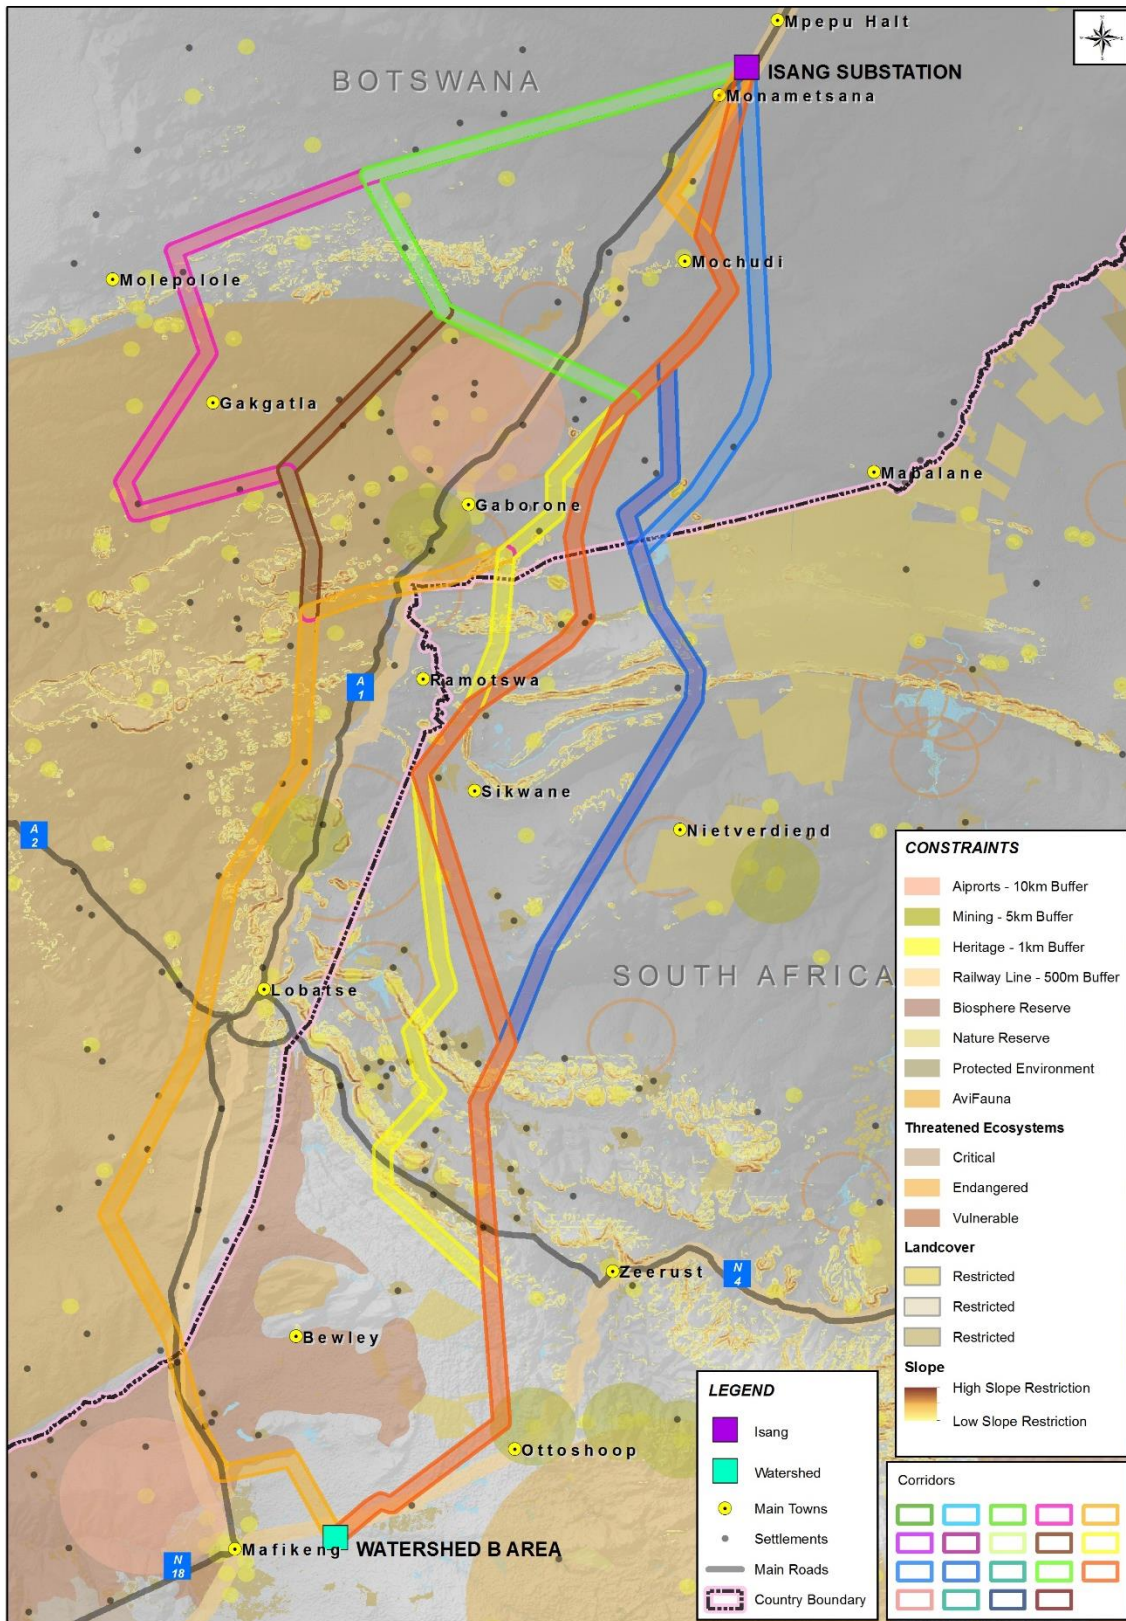 Mpepu Halt
ISANG SUBSTATION
BOTSWANA
Monametsana
Mochudi
Molepolole
Gakgatla
Mabalane
Gaborone
Ramotswa
A
1
Sikwane
Nietverdiend
A
2
SOUTH AFRICA
Lobatse
Zeerust
N
4
Bewley
Ottoshoop
Mafikeng
WATERSHED B AREA
N
18
CONSTRAINTS
Aiprorts - 10km Buffer
Mining - 5km Buffer
Heritage - 1km Buffer
Railway Line - 500m Buffer
Biosphere Reserve
Nature Reserve
Protected Environment
AviFauna
Threatened Ecosystems
Critical
Endangered
Vulnerable
Landcover
Restricted
Restricted
Restricted
Slope
High Slope Restriction
Low Slope Restriction
LEGEND
Isang
Watershed
Main Towns
Settlements
Main Roads
Country Boundary
Corridors